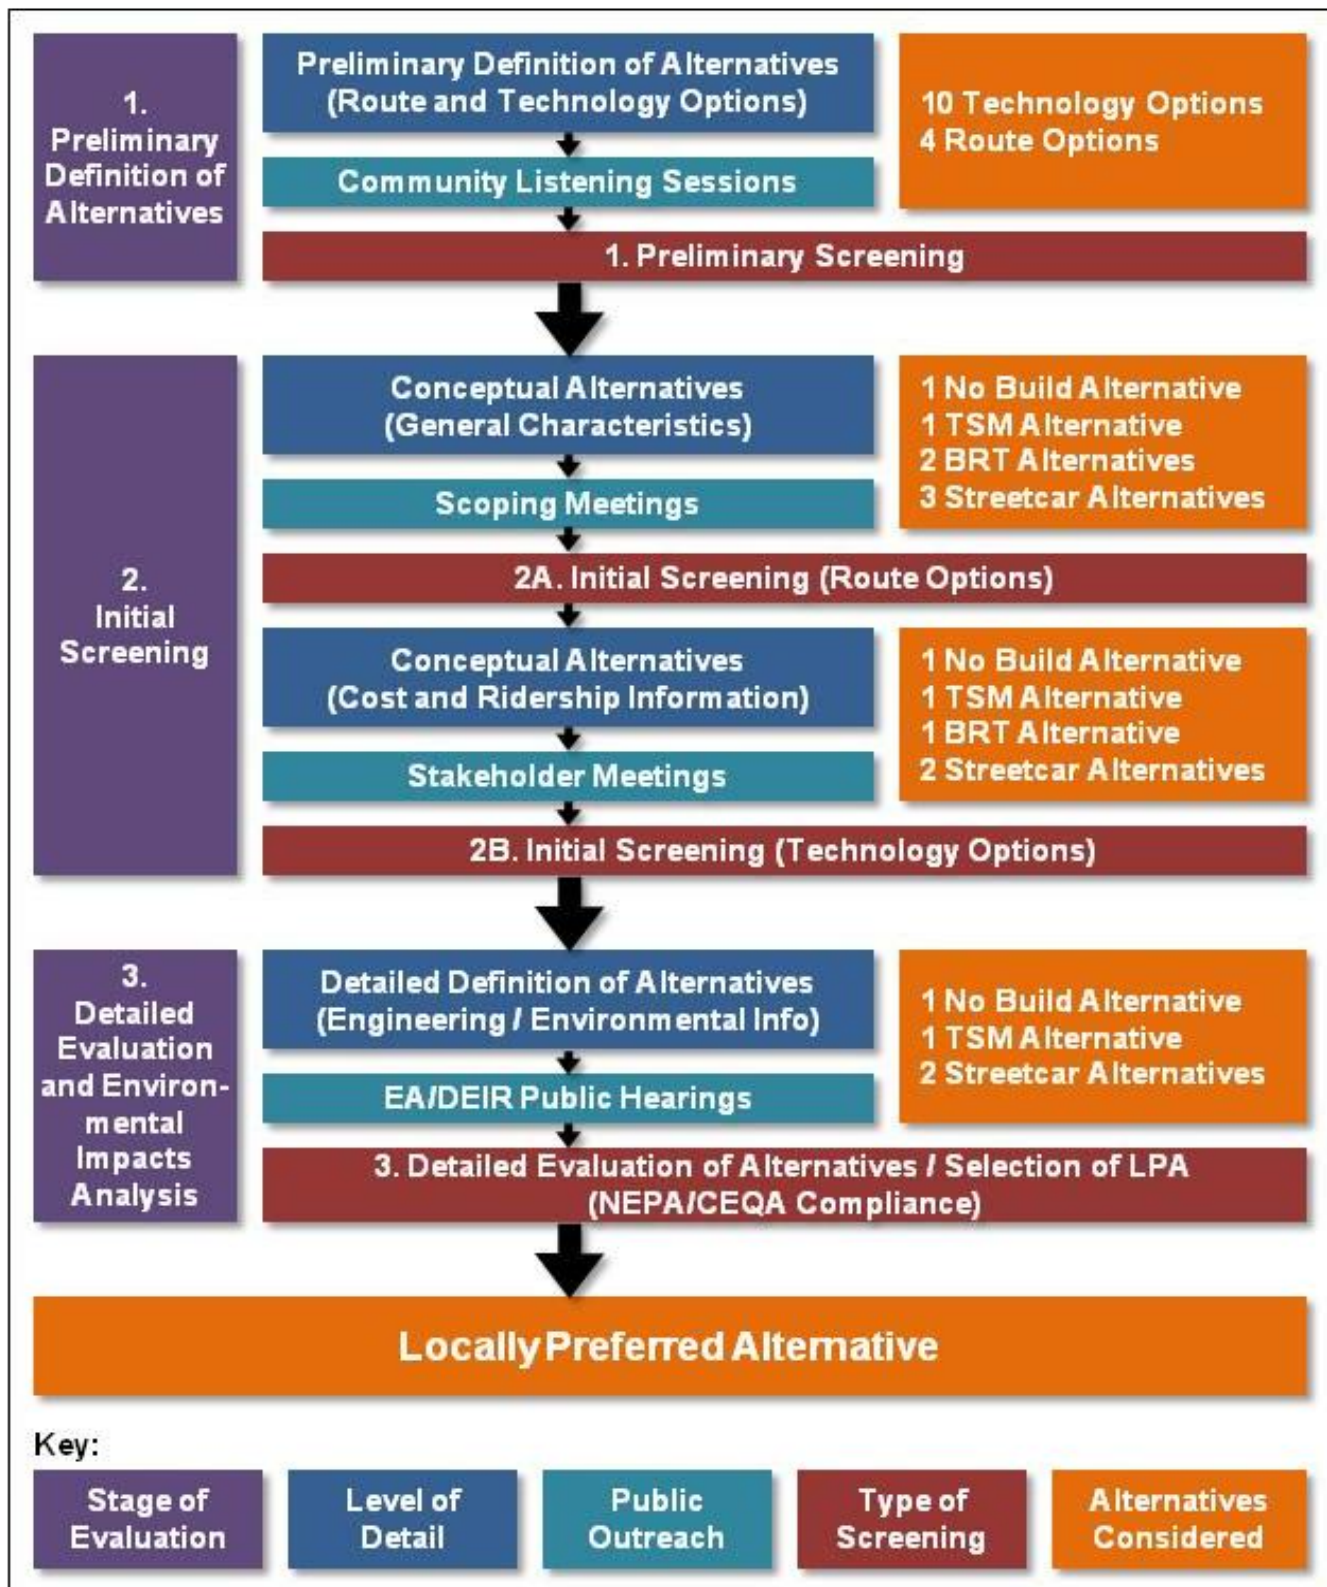 1.
Preliminary
Definition of
Alternatives
Preliminary Definition of Alternatives
(Route and Technology Options)
10 Technology Options
4 Route Options
Community Listening Sessions
1. Preliminary Screening
2.
Initial
Screening
Conceptual Alternatives
(General Characteristics)
1 No Build Alternative
1 TSM Alternative
2 BRT Alternatives
3 Streetcar Alternatives
Scoping Meetings
2A. Initial Screening (Route Options)
Conceptual Alternatives
(Cost and Ridership Information)
1 No Build Alternative
1 TSM Alternative
1 BRT Alternative
2 Streetcar Alternatives
Stakeholder Meetings
2B. Initial Screening (Technology Options)
3.
Detailed
Evaluation
and Environ-
mental
Impacts
Analysis
Detailed Definition of Alternatives
(Engineering / Environmental Info)
1 No Build Alternative
1 TSM Alternative
2 Streetcar Alternatives
EA/DEIR Public Hearings
3. Detailed Evaluation of Alternatives / Selection of LPA
(NEPA/CEQA Compliance)
Locally Preferred Alternative
Key:
Stage of
Evaluation
Level of
Detail
Public
Outreach
Type of
Screening
Alternatives
Considered